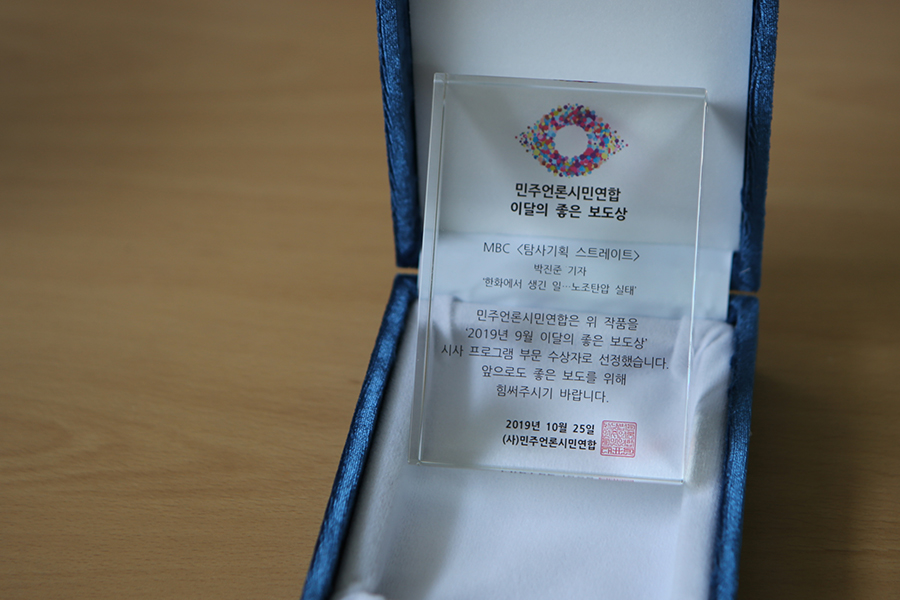 민주언론시민연합
이달의 좋은 보도상
MBC <탐사기획 스트레이트>
박진준 기자
'한화에서 생긴 일…노조탄압 실태'
민주언론시민연합은 위 작품을
'2019년 9월 이달의 좋은 보도상'
시사 프로그램 부문 수상자로 선정했습니다.
앞으로도 좋은 보도를 위해
힘써주시기 바랍니다.
2019년 10월 25일
(사)민주언론시민연합